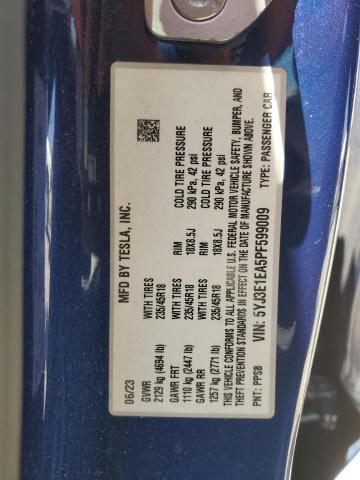 MFD BY TESLA, INC.
06/23
GVWR
2129 kg (4694 lb)
WITH TIRES
235/45R18
GAWR FRT
1110 kg (2447 lb)
WITH TIRES
235/45R18
RIM
18X8.5J
COLD TIRE PRESSURE
290 kPa, 42 psi
GAWR RR
1257 kg (2771 lb)
WITH TIRES
235/45R18
RIM
18X8.5J
COLD TIRE PRESSURE
290 kPa, 42 psi
THIS VEHICLE CONFORMS TO ALL APPLICABLE U.S. FEDERAL MOTOR VEHICLE SAFETY, BUMPER, AND
THEFT PREVENTION STANDARDS IN EFFECT ON THE DATE OF MANUFACTURE SHOWN ABOVE.
VIN: 5YJ3E1EA5PF599009
TYPE: PASSENGER CAR
PNT: PPSB